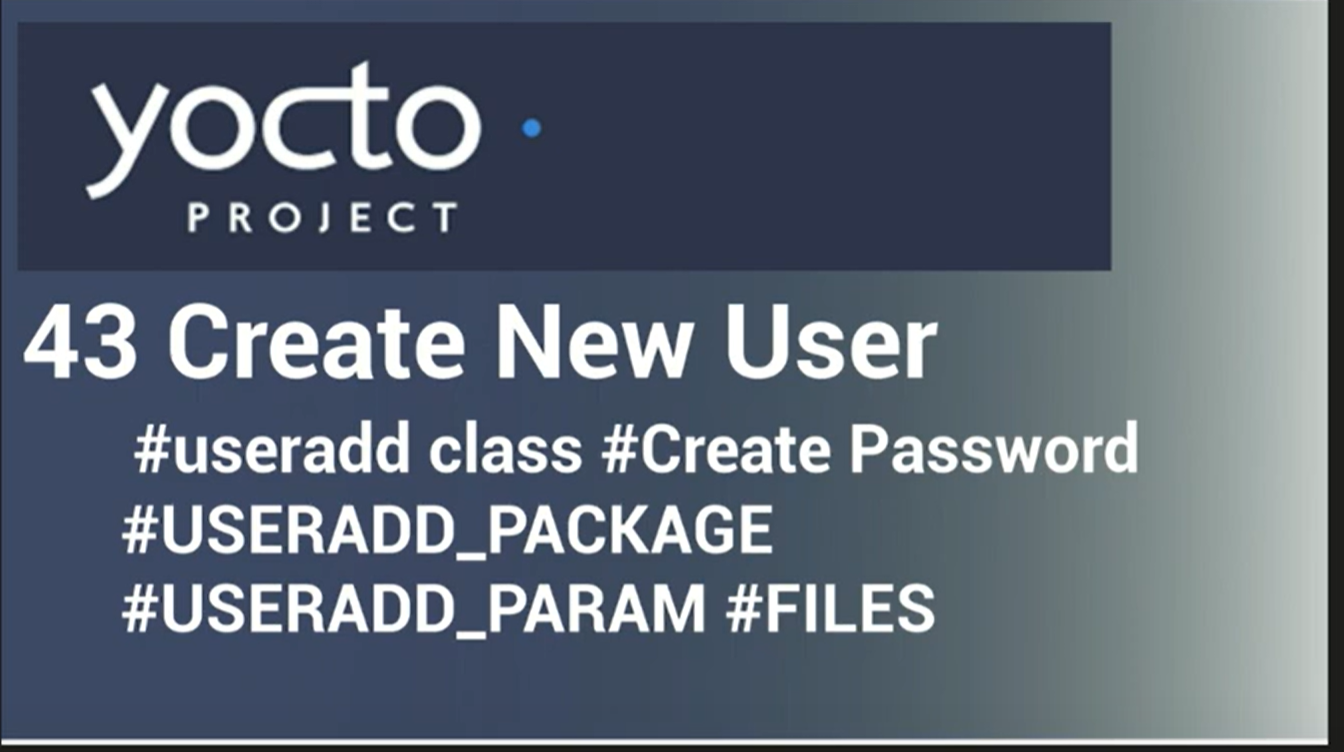 yocto
PROJECT
43 Create New User
#useradd class #Create Password
#USERADD_PACKAGE
#USERADD_PARAM #FILES